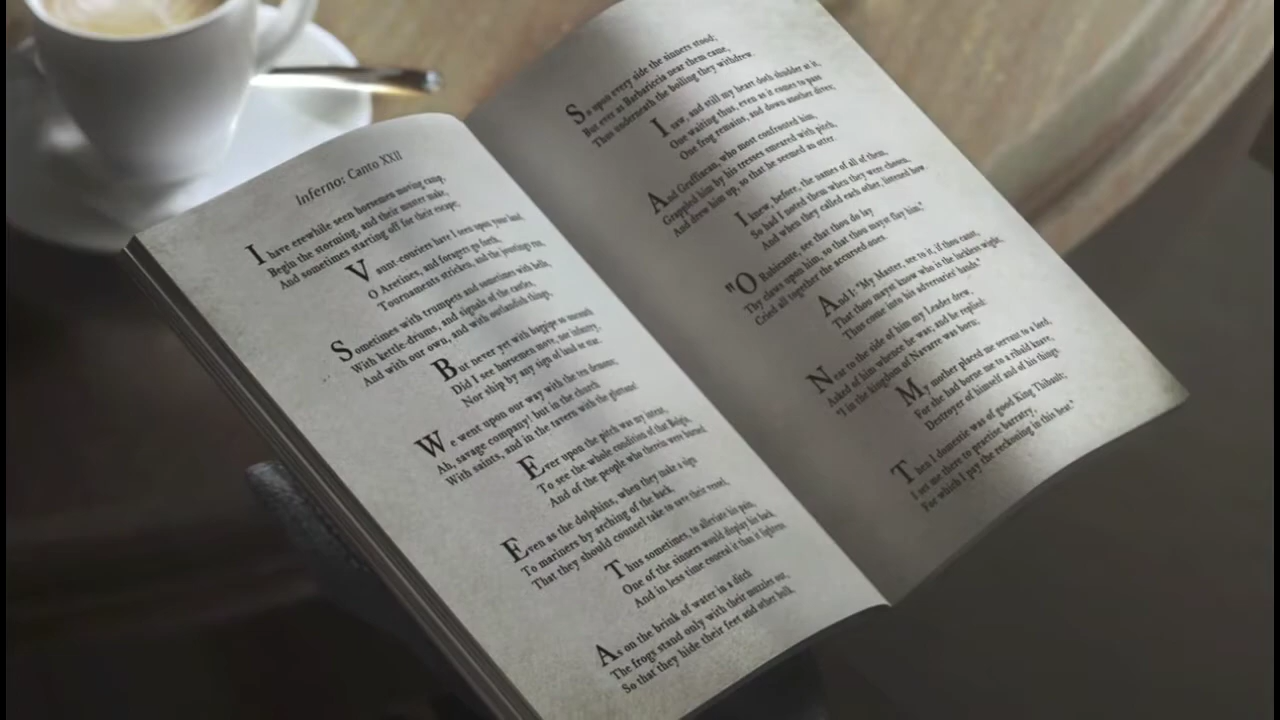 Inferno: Canto XXII
I have erewhile seen horsemen moving camp,
Begin the storming, and their muster make,
And sometimes starting off for their escape;
Vaunt-couriers have I seen upon your land
O Aretines, and foragers go forth,
Tournaments stricken, and the joustings run,
Sometimes with trumpets and sometimes with bells,
With kettle-drums, and signals of the castles,
And with our own, and with outlandish things,
But never yet with bagpipe so uncouth
Did I see horsemen move, nor infantry,
Nor ship by any sign of land or star.
We went upon our way with the ten demons:
Ah, savage company! but in the church
With saints, and in the tavern with the gluttons!
Ever upon the pitch was my intent,
To see the whole condition of that Bolgia,
And of the people who therein were burned
Even as the dolphins, when they make a sign
To mariners by arching of the back,
That they should counsel take to save their vessel,
Thus sometimes, to alleviate his pain,
One of the sinners would display his back,
And in less time conceal it than it lightens.
As on the brink of water in a ditch
The frogs stand only with their muzzles out,
So that they hide their feet and other bulk,
So upon every side the sinners stood;
But ever as Barbariccia near them came,
Thus underneath the boiling they withdrew.
I saw, and still my heart doth shudder at it,
One waiting thus, even as it comes to pass
One frog remains, and down another dives;
And Graffiacan, who most confronted him,
Grappled him by his tresses smeared with pitch,
And drew him up, so that he seemed an otter.
I knew, before, the names of all of them,
So had I noted them when they were chosen,
And when they called each other, listened how.
"O Rubicante, see that thou do lay
Thy claws upon him, so that thou mayst flay him,"
Cried all together the accursed ones.
And I: "My Master, see to it, if thou canst,
That thou mayst know who is the luckless wight,
Thus come into his adversaries' hands."
Near to the side of him my Leader drew,
Asked of him whence he was; and he replied:
"I in the kingdom of Navarre was born;
My mother placed me servant to a lord,
For she had borne me to a ribald knave,
Destroyer of himself and of his things.
Then I domestic was of good King Thibault;
I set me there to practise barratry,
For which I pay the reckoning in this heat."